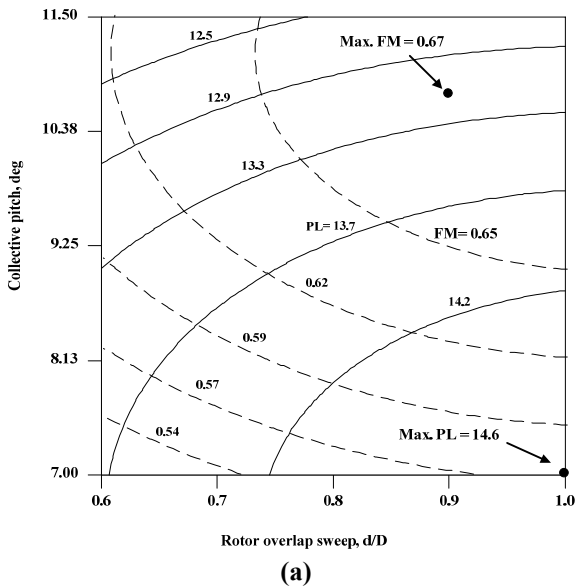 11.50
12.5
Max. FM = 0.67
12.9
10.38
13.3
Collective pitch, deg
PL= 13.7
FM= 0.65
9.25
0.62
14.2
0.59
8.13
0.57
0.54
Max. PL = 14.6
7.00
0.6 0.7 0.8 0.9 1.0
Rotor overlap sweep, d/D
(a)